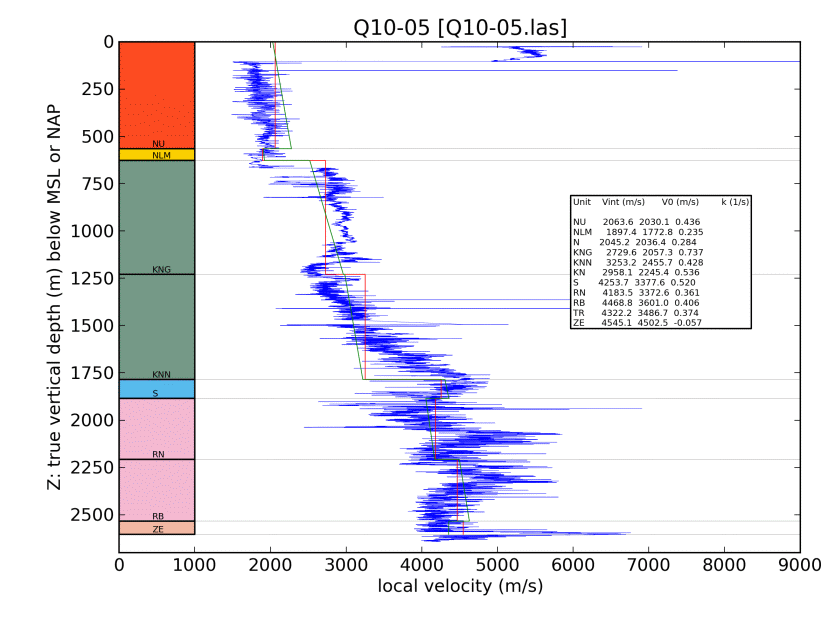 Q10-05 [Q10-05.las]
Z: true vertical depth (m) below MSL or NAP
0
250
500
750
1000
1250
1500
1750
2000
2250
2500
NU
NLM
KNG
KNN
S
RN
RB
ZE
Unit Vint (m/s) V0 (m/s) k (1/s)
NU 2063.6 2030.1 0.436
NLM 1897.4 1772.8 0.235
N 2045.2 2036.4 0.284
KNG 2729.6 2057.3 0.737
KNN 3253.2 2455.7 0.428
KN 2958.1 2245.4 0.536
S 4253.7 3377.6 0.520
RN 4183.5 3372.6 0.361
RB 4468.8 3601.0 0.406
TR 4322.2 3486.7 0.374
ZE 4545.1 4502.5 -0.057
0 1000 2000 3000 4000 5000 6000 7000 8000 9000
local velocity (m/s)